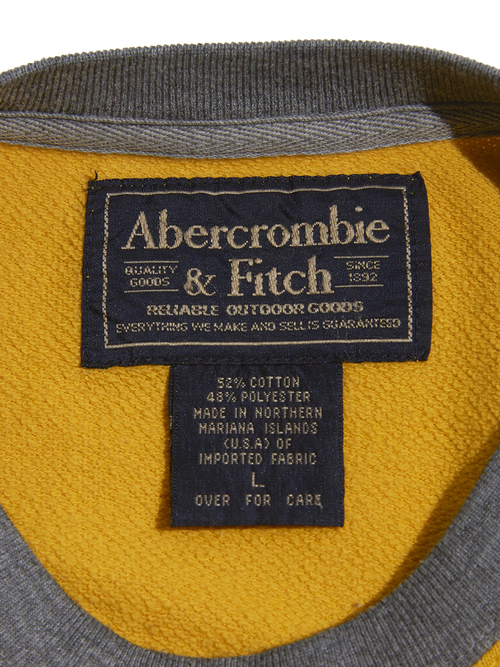 Abercrombie
QUALITY GOODS & Fitch SINCE 1892
RELIABLE OUTDOOR GOODS
EVERYTHING WE MAKE AND SELL IS GUARANTEED
52% COTTON
48% POLYESTER
MADE IN NORTHERN
MARIANA ISLANDS
(U.S.A) OF
IMPORTED FABRIC
L
OVER FOR CARE